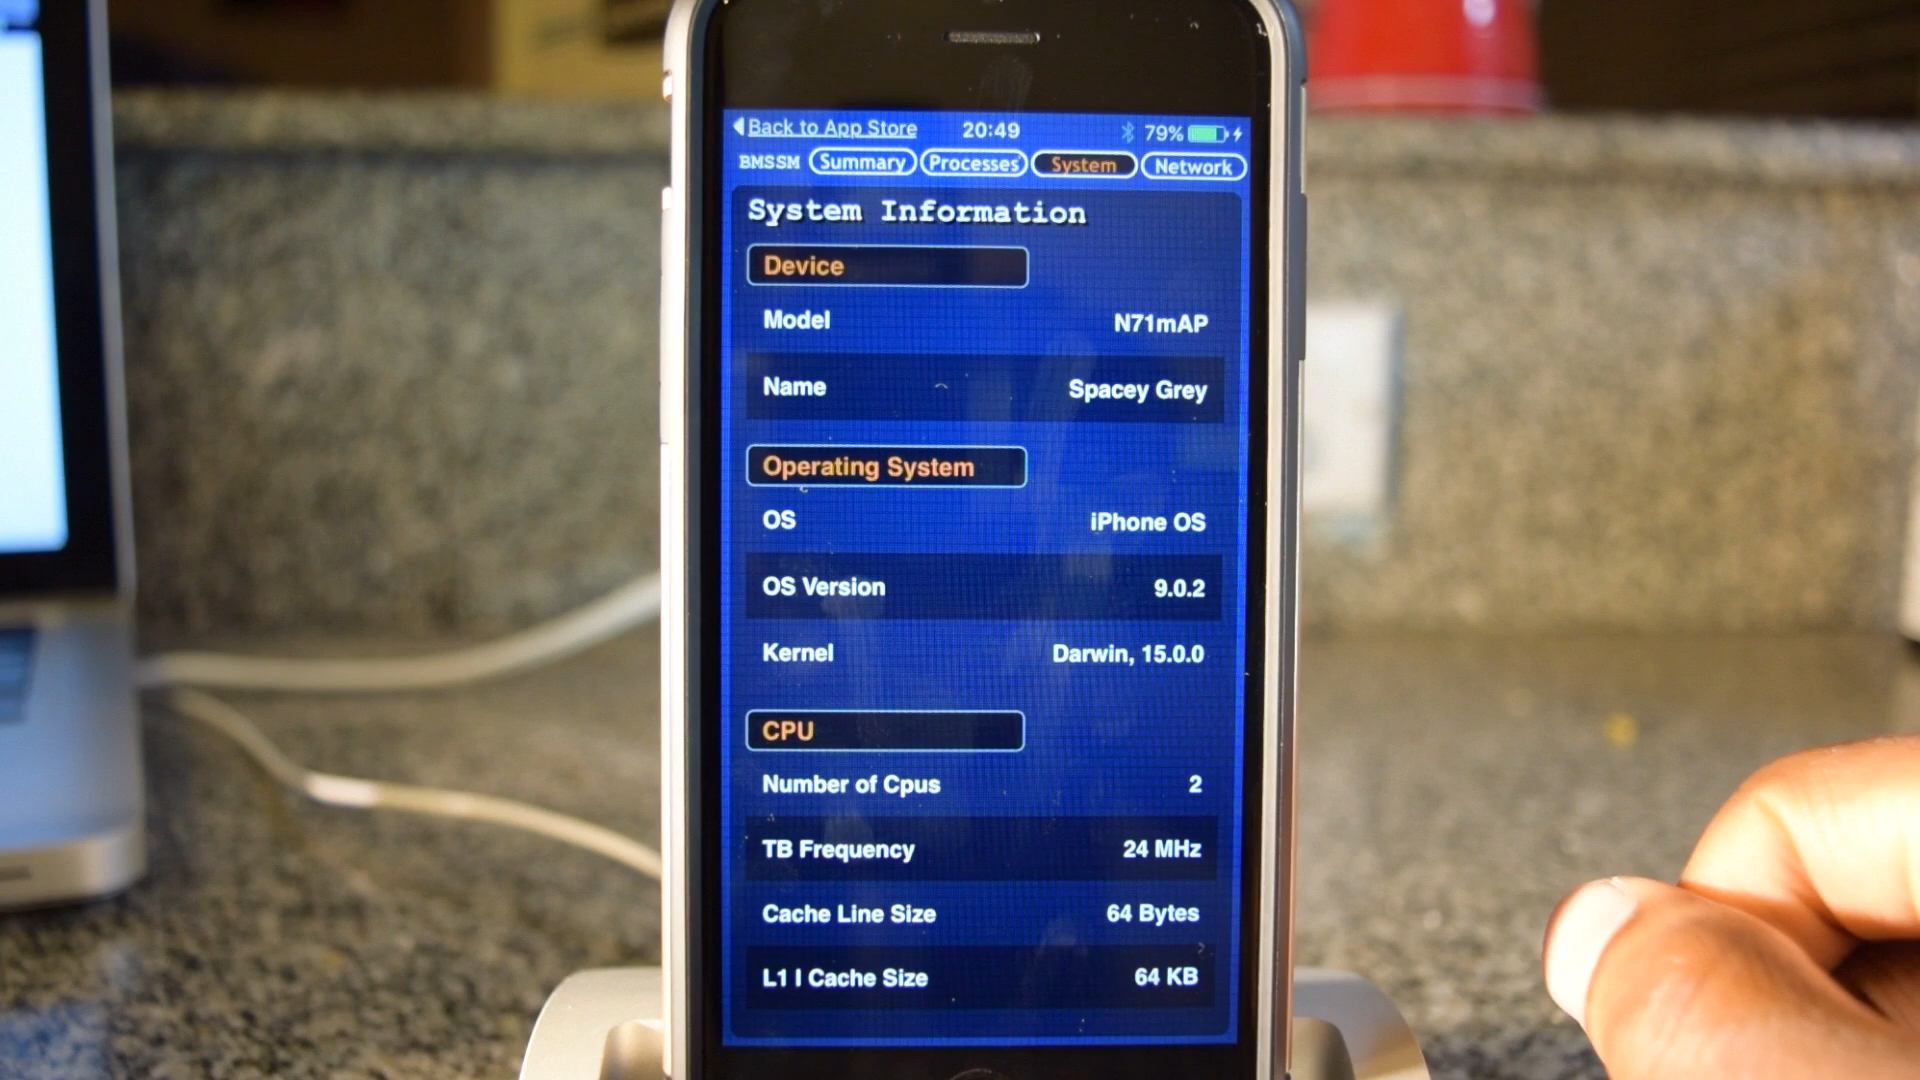 Back to App Store 20:49 79%
BMSSM Summary Processes System Network
System Information
Device
Model N71mAP
Name Spacey Grey
Operating System
OS iPhone OS
OS Version 9.0.2
Kernel Darwin, 15.0.0
CPU
Number of Cpus 2
TB Frequency 24 MHz
Cache Line Size 64 Bytes
L1 I Cache Size 64 KB